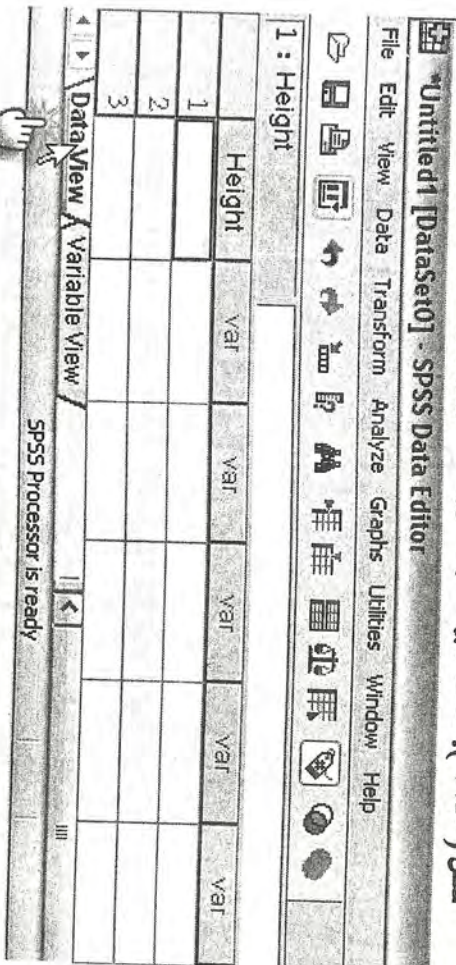 *Untitled1 [DataSet0] - SPSS Data Editor
File Edit View Data Transform Analyze Graphs Utilities Window Help
1 : Height
Height var var var var var
1
2
3
Data View Variable View
SPSS Processor is ready